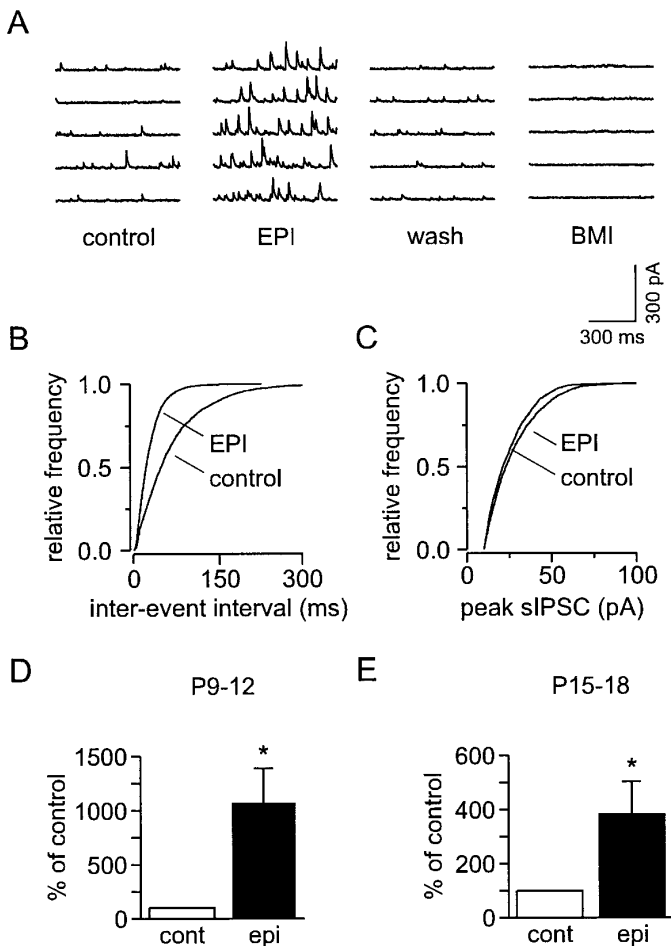 A
control EPI wash BMI
300 pA
300 ms
B
relative frequency
1.0
0.5
0.0
EPI
control
0 150 300
inter-event interval (ms)
C
relative frequency
1.0
0.5
0.0
EPI
control
0 50 100
peak sIPSC (pA)
D
P9-12
% of control
1500
1000
500
0
*
cont epi
E
P15-18
% of control
600
400
200
0
*
cont epi